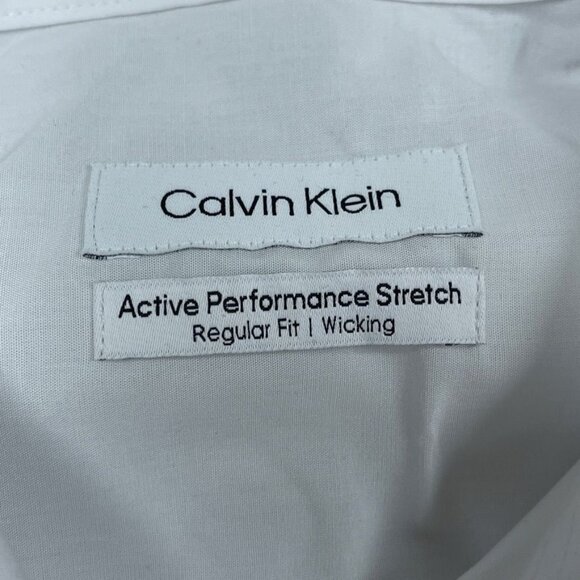 Calvin Klein
Active Performance Stretch
Regular Fit | Wicking